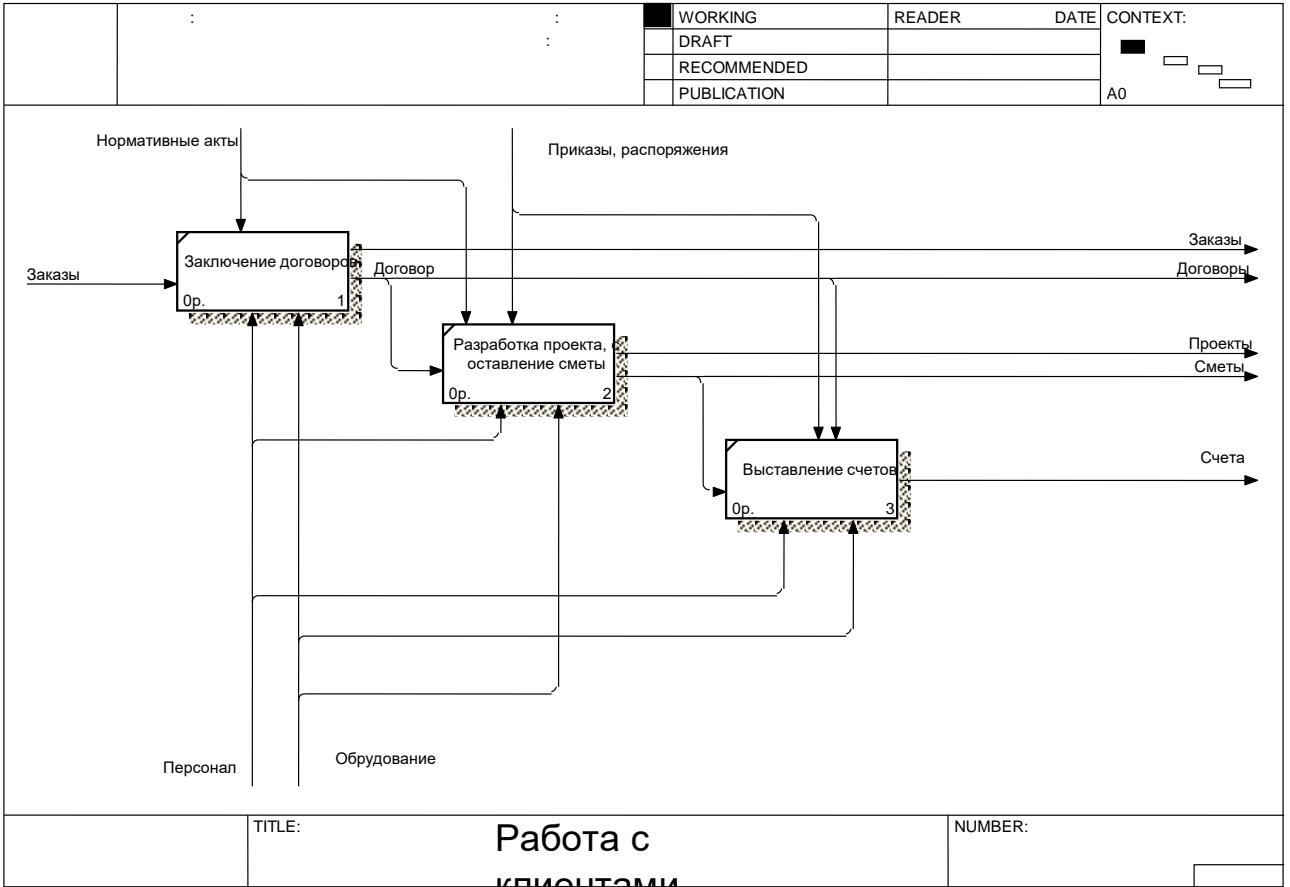 : :
:
WORKING READER DATE CONTEXT:
DRAFT
RECOMMENDED
PUBLICATION A0
Нормативные акты
Приказы, распоряжения
Заказы
Заключение договоров
0р. 1
Договор
Заказы
Договоры
Разработка проекта, с
оставление сметы
0р. 2
Проекты
Сметы
Выставление счетов
0р. 3
Счета
Персонал
Обрудование
TITLE: NUMBER:
Работа с
клиентами